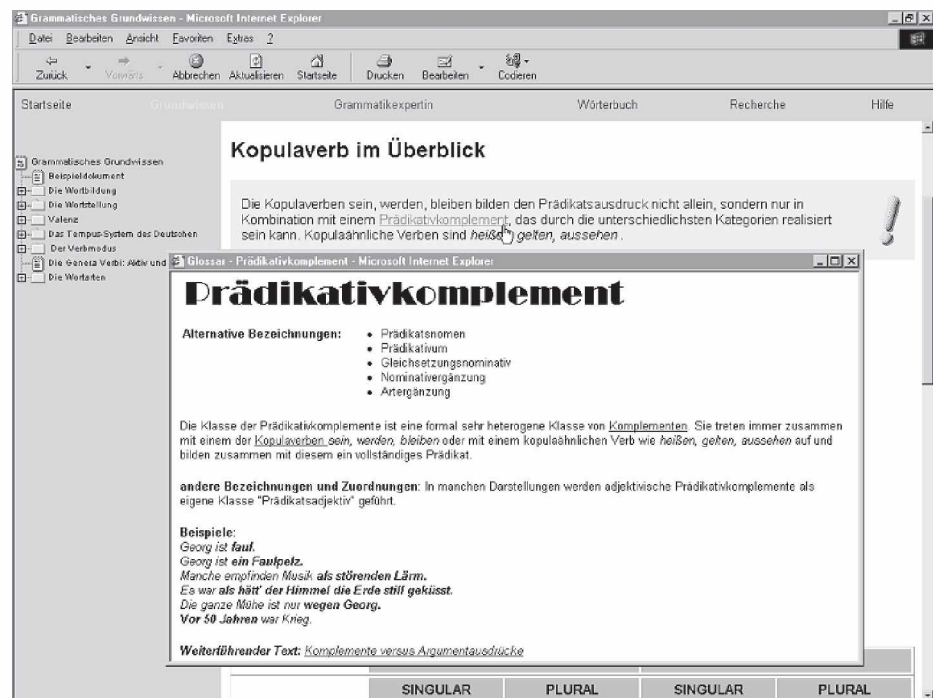 Grammatisches Grundwissen - Microsoft Internet Explorer
Datei Bearbeiten Ansicht Favoriten Extras ?
Zurück Vorwärts Abbrechen Aktualisieren Startseite Drucken Bearbeiten Codieren
Startseite Grundwissen Grammatikexpertin Wörterbuch Recherche Hilfe
Grammatisches Grundwissen
Beispieldokument
Die Wortbildung
Die Wortstellung
Valenz
Das Tempus-System des Deutschen
Der Verbmodus
Die Genera Verbi: Aktiv und
Die Wortarten
Kopulaverb im Überblick
Die Kopulaverben sein, werden, bleiben bilden den Prädikatsausdruck nicht allein, sondern nur in
Kombination mit einem Prädikativkomplement, das durch die unterschiedlichsten Kategorien realisiert
sein kann. Kopulaähnliche Verben sind heißen, gelten, aussehen .
Glossar - Prädikativkomplement - Microsoft Internet Explorer
Prädikativkomplement
Alternative Bezeichnungen:
• Prädikatsnomen
• Prädikativum
• Gleichsetzungsnominativ
• Nominativergänzung
• Artergänzung
Die Klasse der Prädikativkomplemente ist eine formal sehr heterogene Klasse von Komplementen. Sie treten immer zusammen
mit einem der Kopulaverben sein, werden, bleiben oder mit einem kopulaähnlichen Verb wie heißen, gelten, aussehen auf und
bilden zusammen mit diesem ein vollständiges Prädikat.
andere Bezeichnungen und Zuordnungen: In manchen Darstellungen werden adjektivische Prädikativkomplemente als
eigene Klasse "Prädikatsadjektiv" geführt.
Beispiele:
Georg ist faul.
Georg ist ein Faulpelz.
Manche empfinden Musik als störenden Lärm.
Es war als hätt' der Himmel die Erde still geküsst.
Die ganze Mühe ist nur wegen Georg.
Vor 50 Jahren war Krieg.
Weiterführender Text: Komplemente versus Argumentausdrücke
SINGULAR PLURAL SINGULAR PLURAL